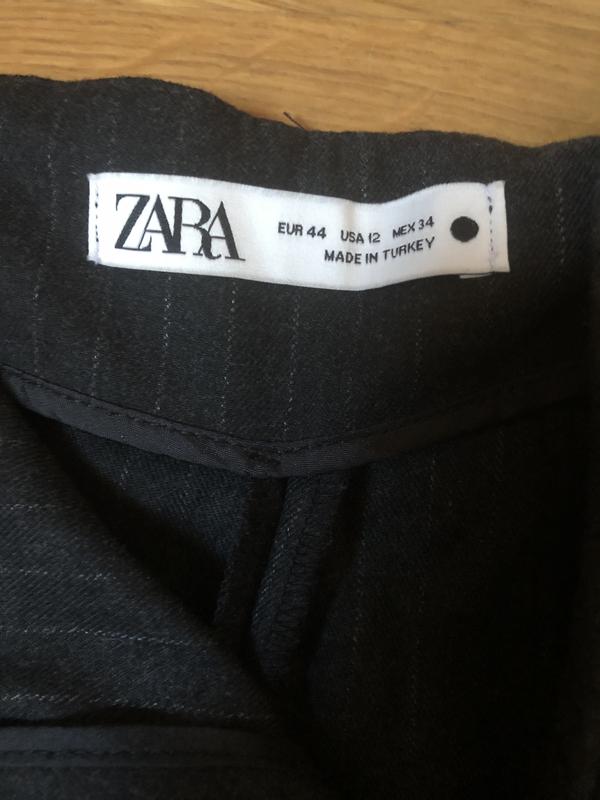 ZARA
EUR 44 USA 12 MEX 34
MADE IN TURKEY